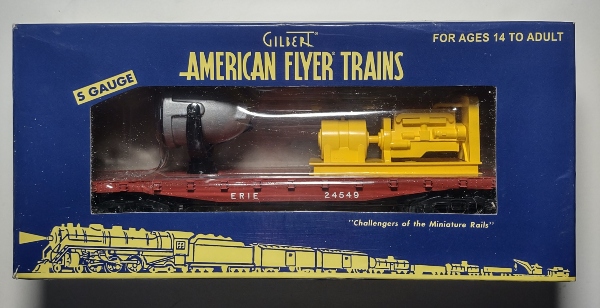 GILBERT
AMERICAN FLYER® TRAINS
FOR AGES 14 TO ADULT
S GAUGE
ERIE 24549
"Challengers of the Miniature Rails"